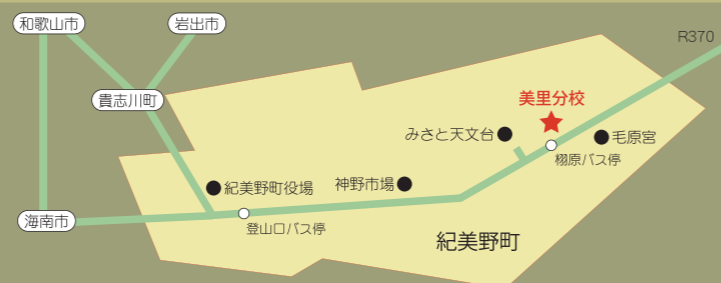 和歌山市
岩出市
R370
貴志川町
美里分校
みさと天文台
毛原宮
栩原バス停
紀美野町役場
神野市場
海南市
登山口バス停
紀美野町